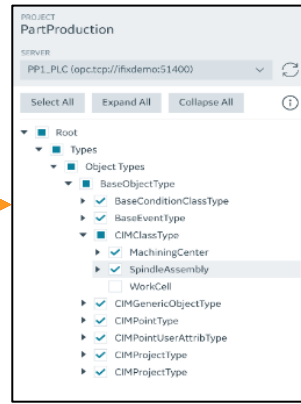 PROJECT
PartProduction
SERVER
PP1_PLC (opc.tcp://ifixdemo:51400)
Select All Expand All Collapse All
Root
Types
Object Types
BaseObjectType
BaseConditionClassType
BaseEventType
CIMClassType
MachiningCenter
SpindleAssembly
WorkCell
CIMGenericObjectType
CIMPointType
CIMPointUserAttribType
CIMProjectType
CIMProjectType